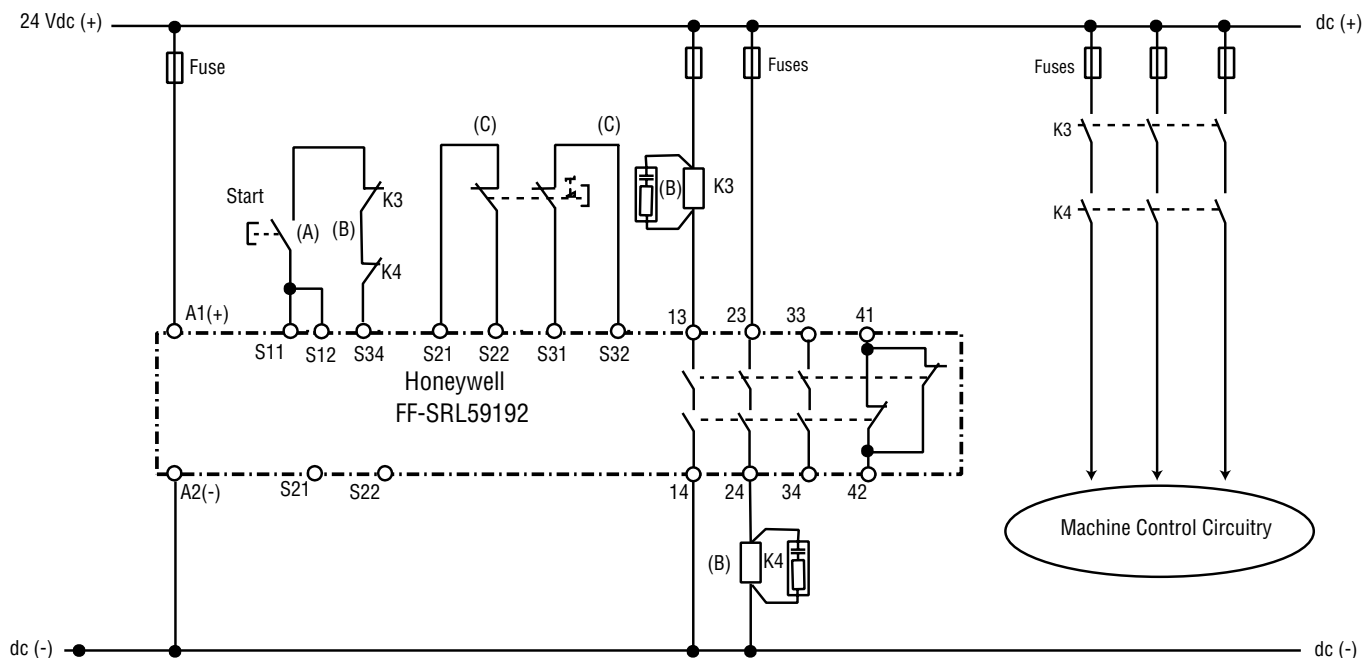 24 Vdc (+)
dc (+)
Fuse
Fuses
Fuses
(C)
(C)
K3
Start
K3
(B)
K3
(A)
(B)
K4
K4
A1(+)
13
23
33
41
S11
S12
S34
S21
S22
S31
S32
Honeywell
FF-SRL59192
A2(-)
S21
S22
14
24
34
42
Machine Control Circuitry
(B)
K4
dc (-)
dc (-)